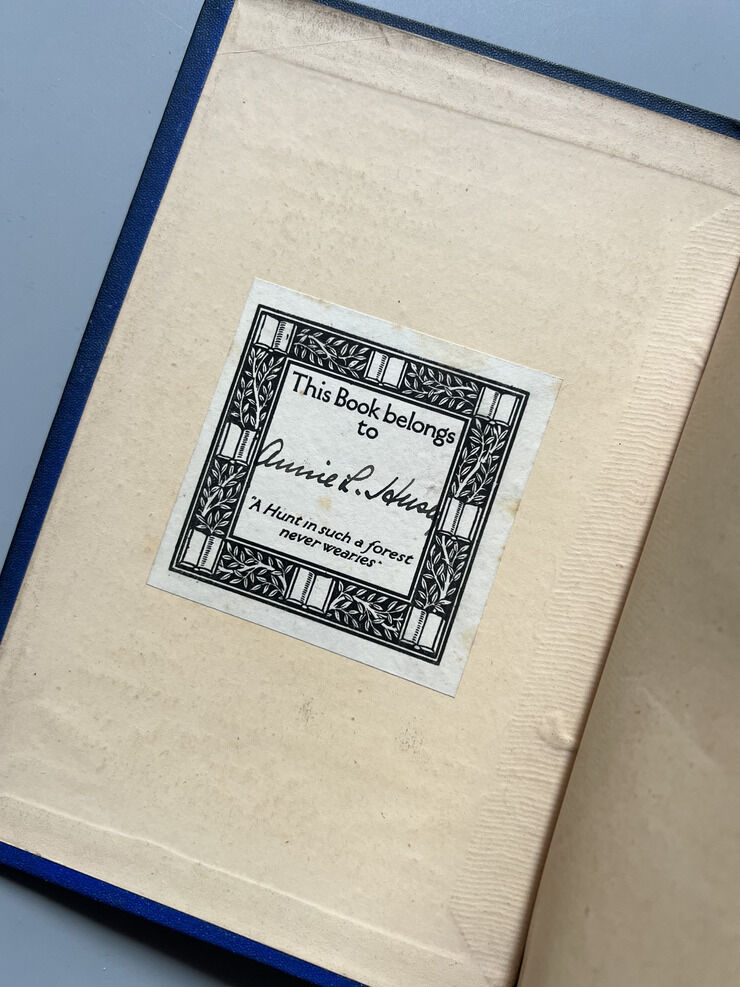 This Book belongs
to
Annie L.
"A Hunt in such a forest
never wearies"